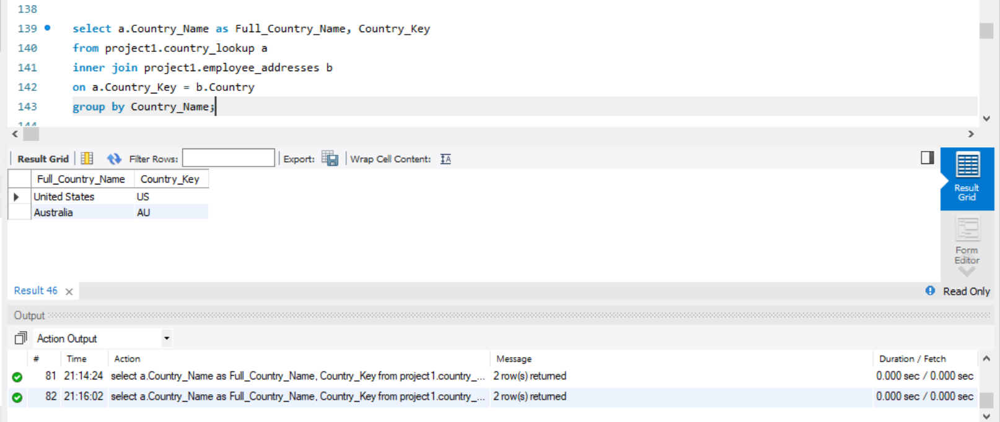 138
139 select a.Country_Name as Full_Country_Name, Country_Key
140 from project1.country_lookup a
141 inner join project1.employee_addresses b
142 on a.Country_Key = b.Country
143 group by Country_Name;
144
Result Grid Filter Rows: Export: Wrap Cell Content: IA
Full_Country_Name Country_Key
United States US
Australia AU
Result Grid
Form Editor
Result 46 × Read Only
Output
Action Output
# Time Action Message Duration / Fetch
81 21:14:24 select a.Country_Name as Full_Country_Name, Country_Key from project1.country_... 2 row(s) returned 0.000 sec / 0.000 sec
82 21:16:02 select a.Country_Name as Full_Country_Name, Country_Key from project1.country_... 2 row(s) returned 0.000 sec / 0.000 sec